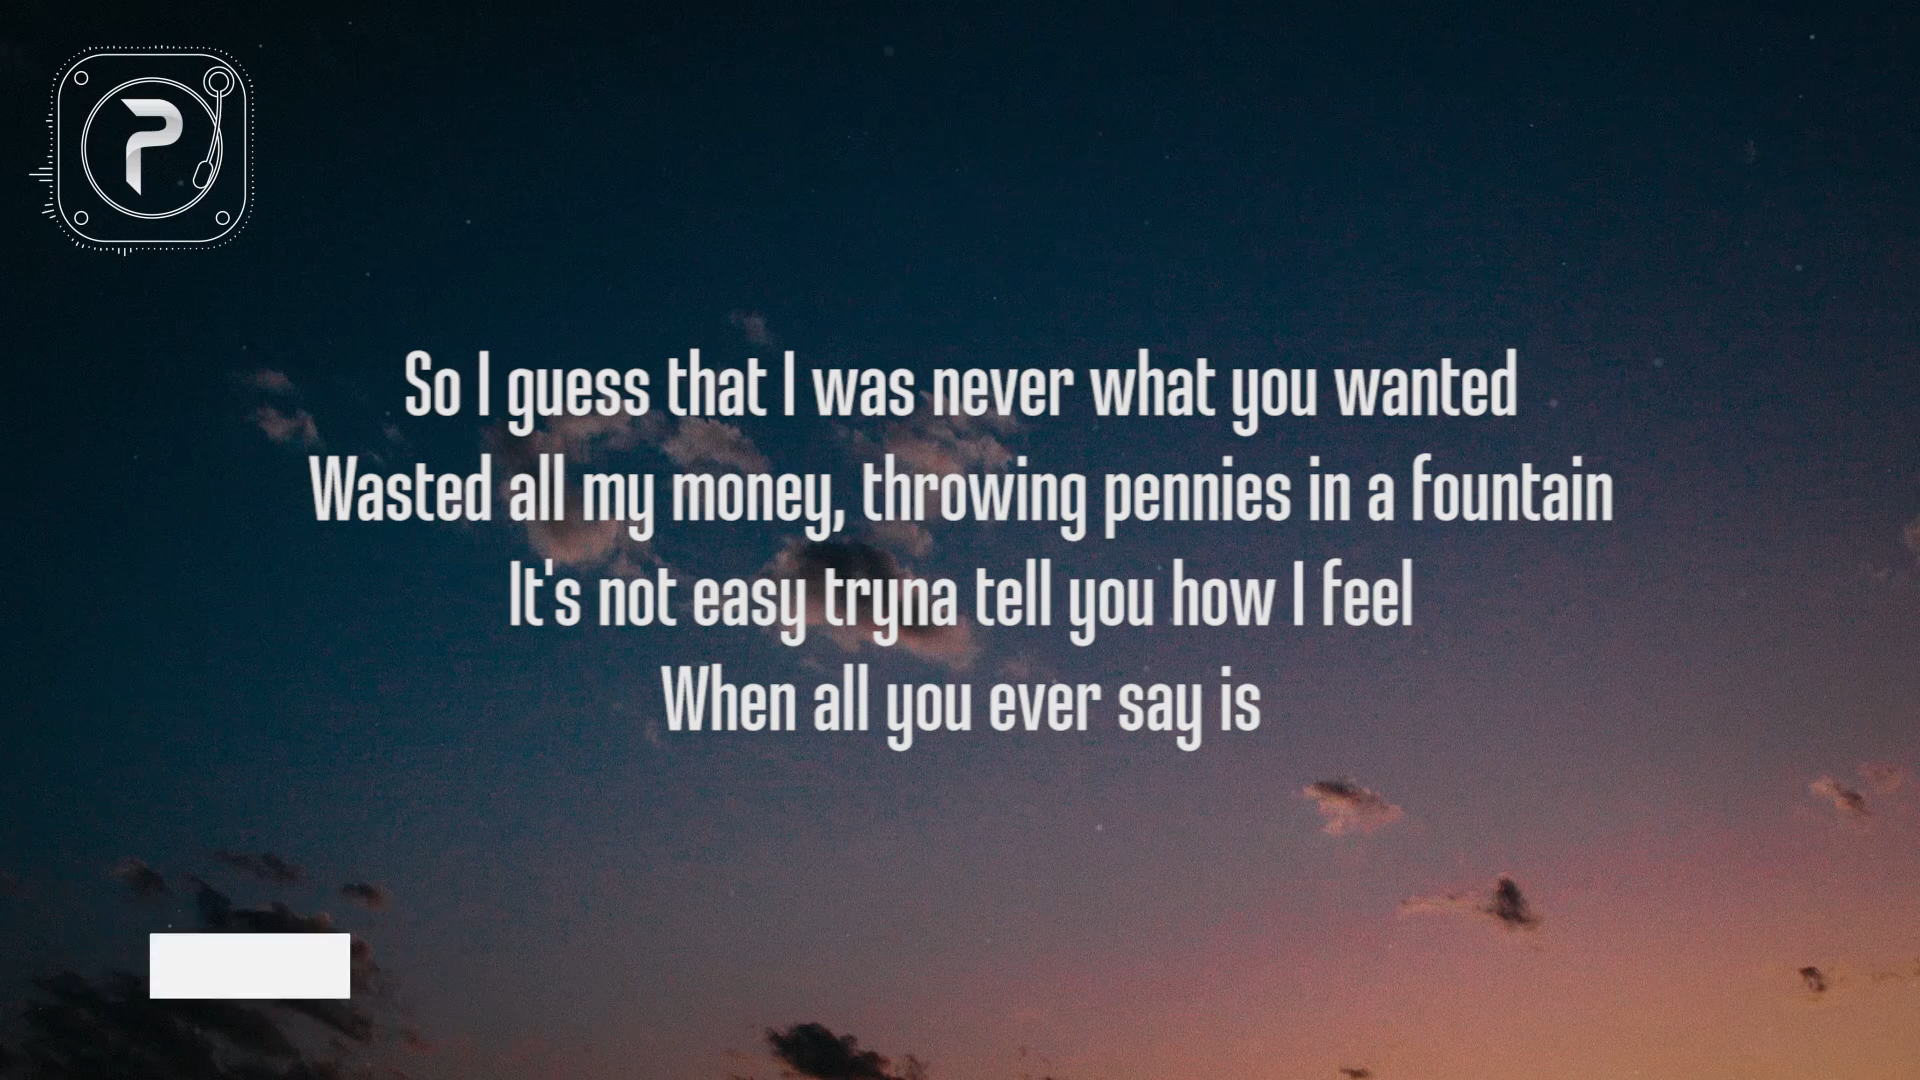 P
So I guess that I was never what you wanted
Wasted all my money, throwing pennies in a fountain
It's not easy tryna tell you how I feel
When all you ever say is